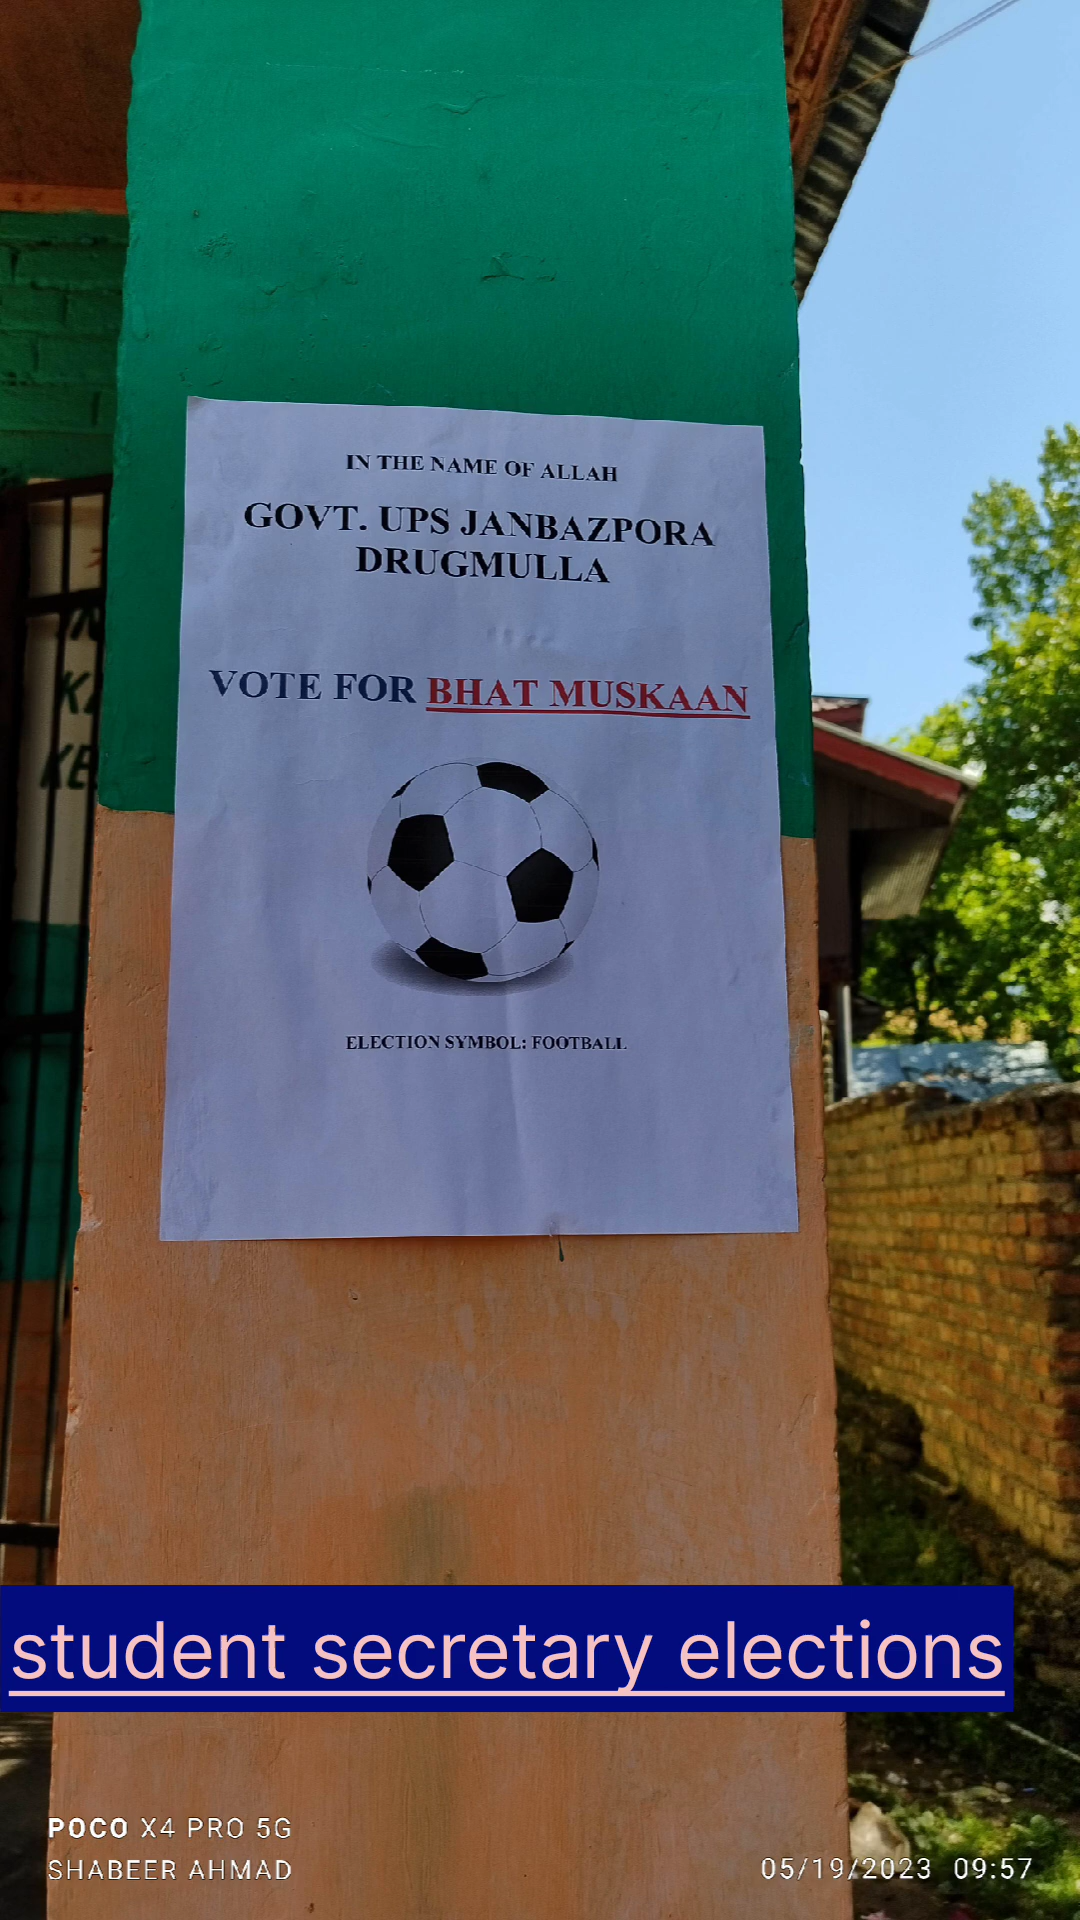 IN THE NAME OF ALLAH
GOVT. UPS JANBAZPORA
DRUGMULLA
VOTE FOR BHAT MUSKAAN
ELECTION SYMBOL: FOOTBALL
student secretary elections
POCO X4 PRO 5G
SHABEER AHMAD
05/19/2023 09:57